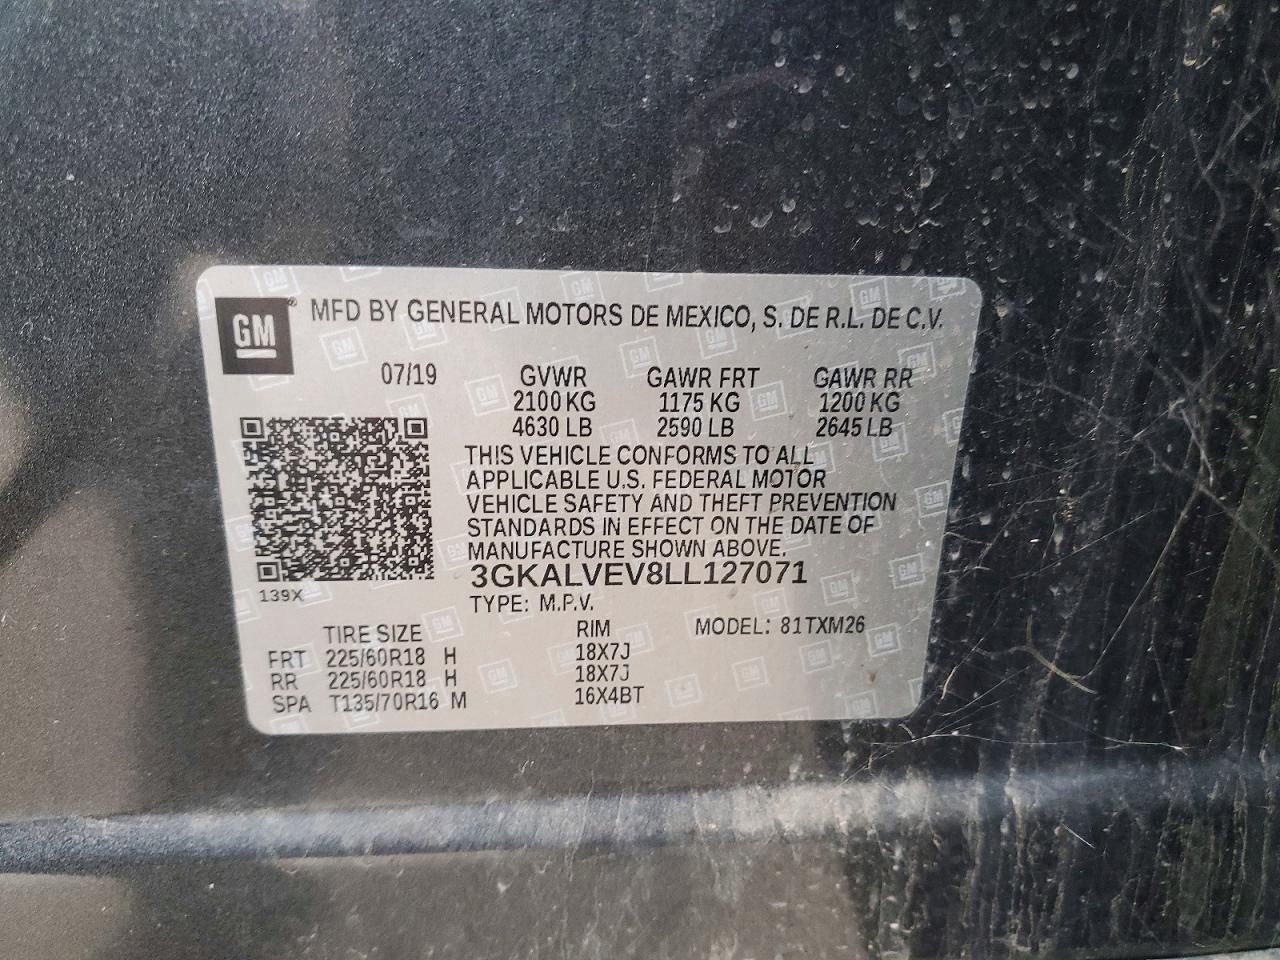 GM
MFD BY GENERAL MOTORS DE MEXICO, S. DE R.L. DE C.V.
07/19 GVWR GAWR FRT GAWR RR
2100 KG 1175 KG 1200 KG
4630 LB 2590 LB 2645 LB
THIS VEHICLE CONFORMS TO ALL
APPLICABLE U.S. FEDERAL MOTOR
VEHICLE SAFETY AND THEFT PREVENTION
STANDARDS IN EFFECT ON THE DATE OF
MANUFACTURE SHOWN ABOVE.
3GKALVEV8LL127071
139X
TYPE: M.P.V.
TIRE SIZE RIM MODEL: 81TXM26
FRT 225/60R18 H 18X7J
RR 225/60R18 H 18X7J
SPA T135/70R16 M 16X4BT